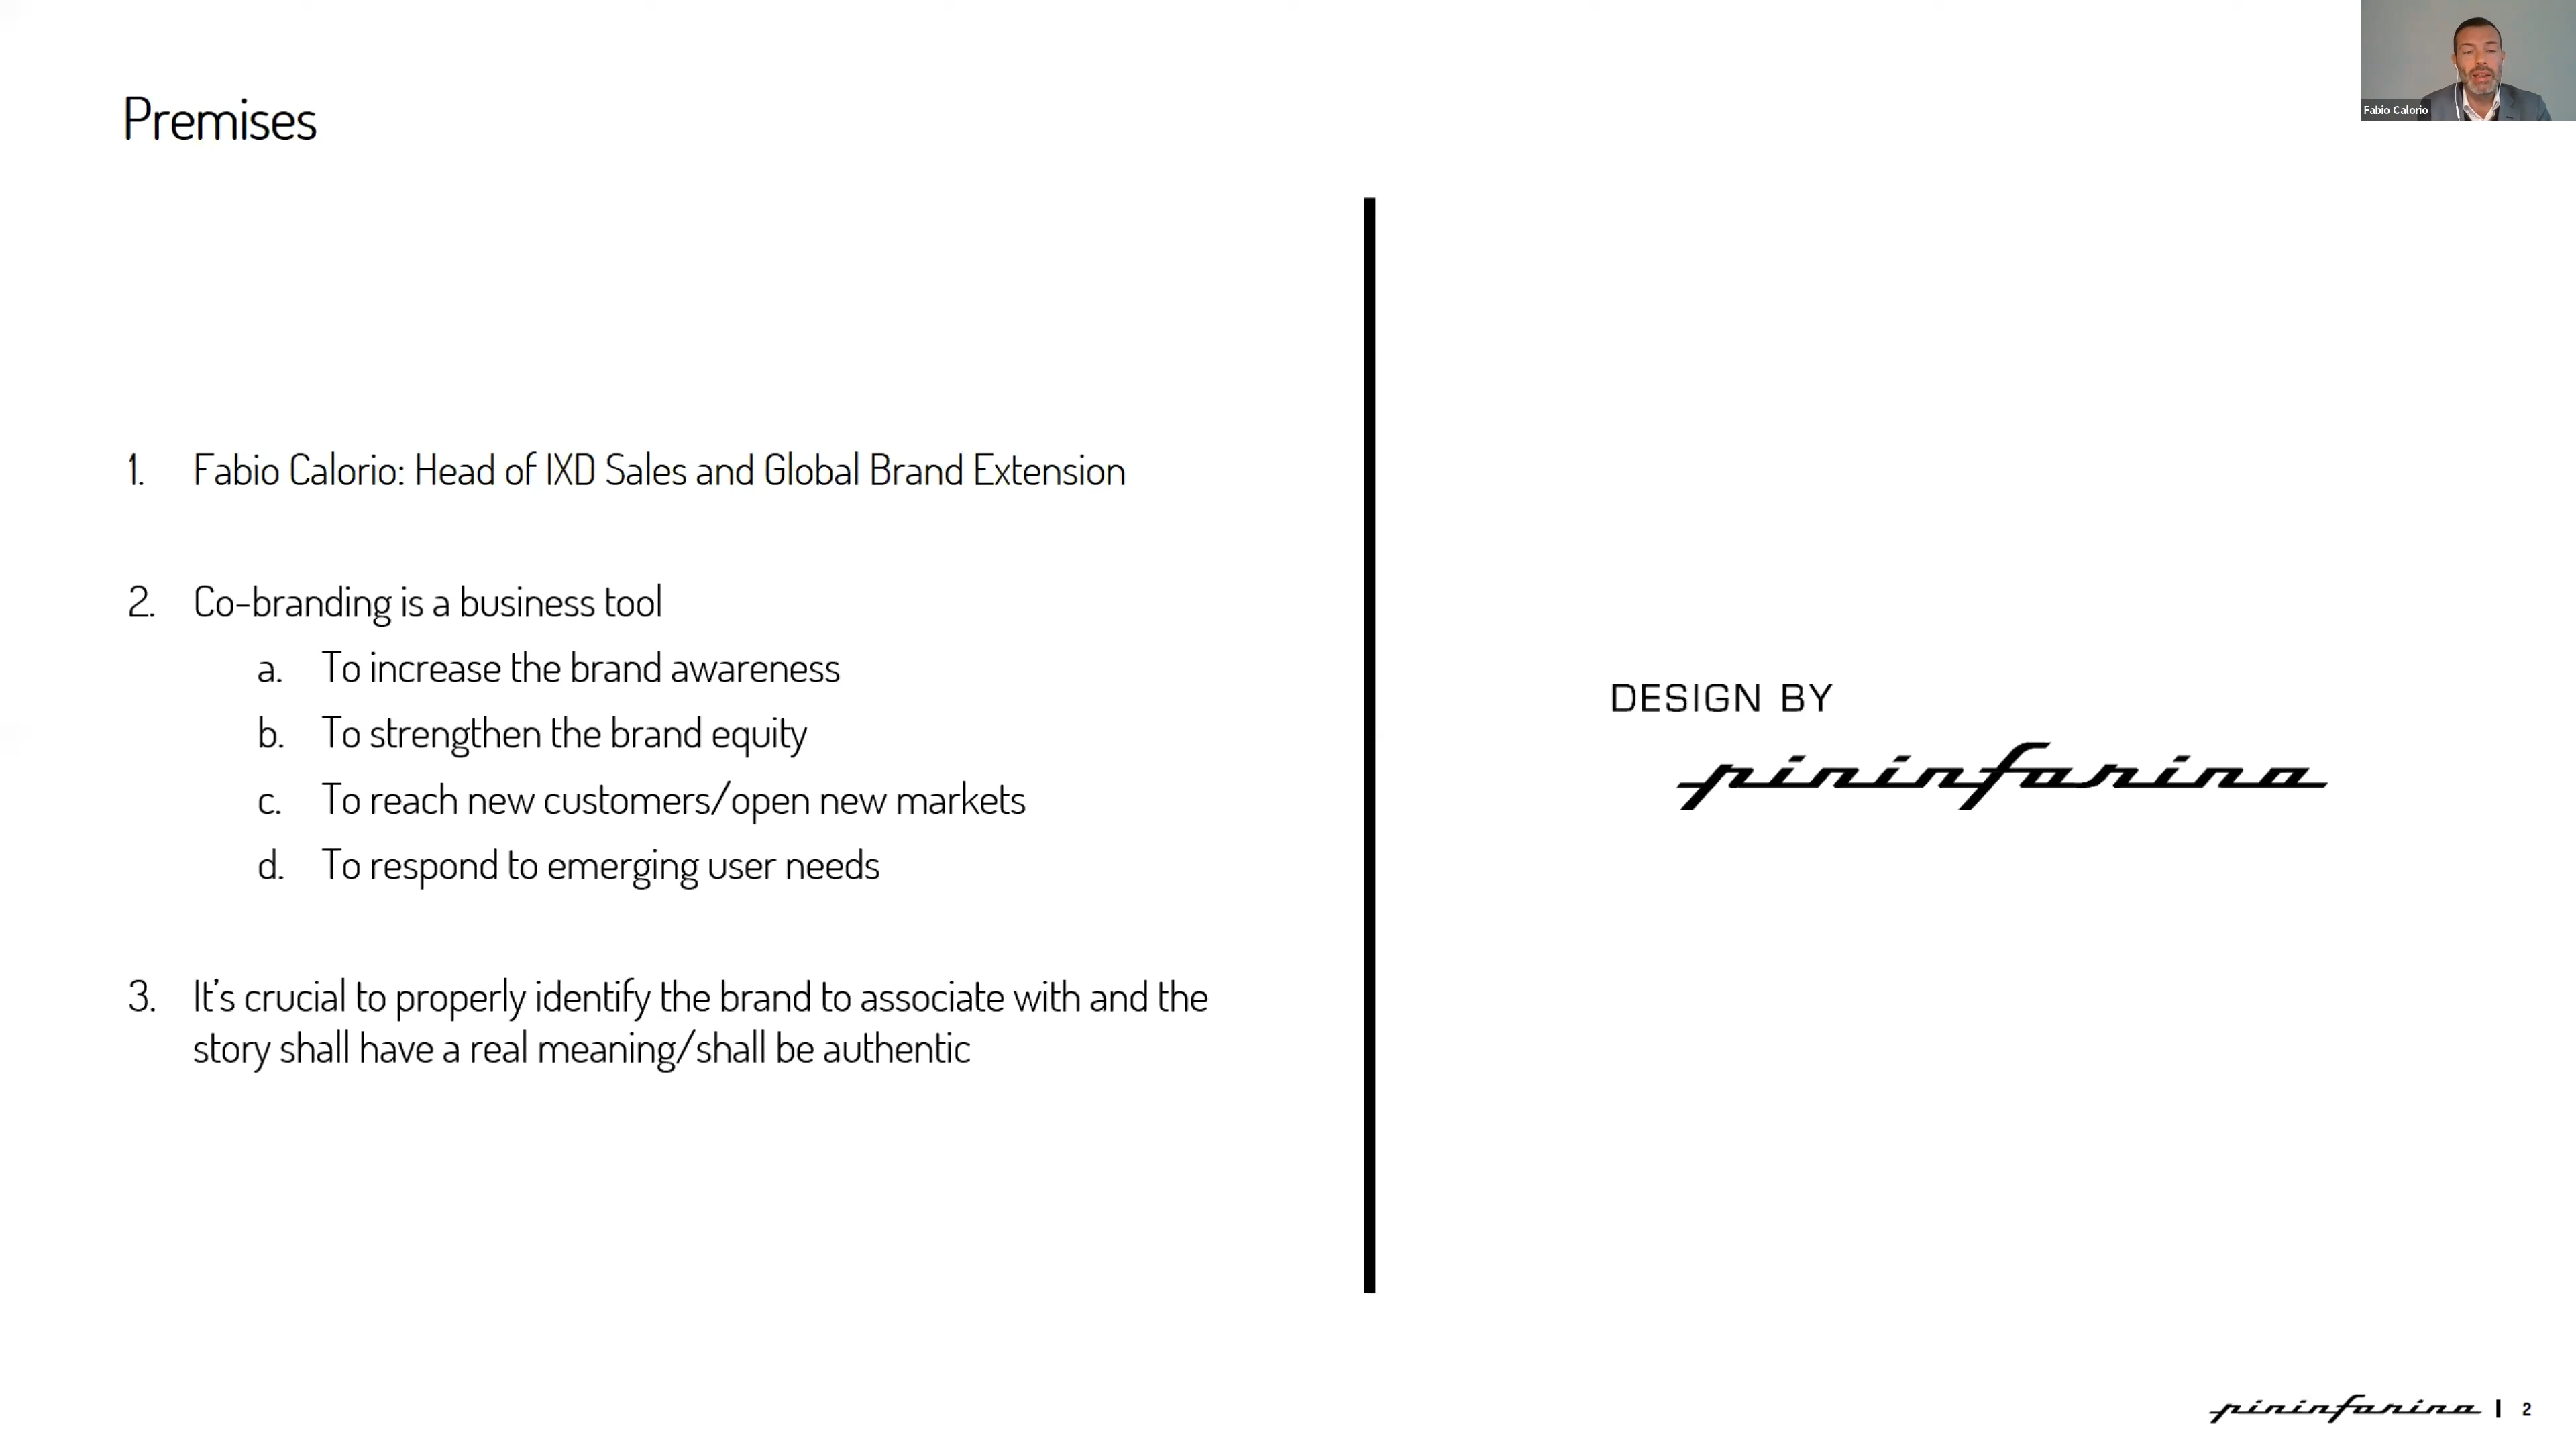 Premises
Fabio Calorio
1. Fabio Calorio: Head of IXD Sales and Global Brand Extension
2. Co-branding is a business tool
a. To increase the brand awareness
b. To strengthen the brand equity
c. To reach new customers/open new markets
d. To respond to emerging user needs
3. It's crucial to properly identify the brand to associate with and the
story shall have a real meaning/shall be authentic
DESIGN BY
pininfarina
pininfarina | 2